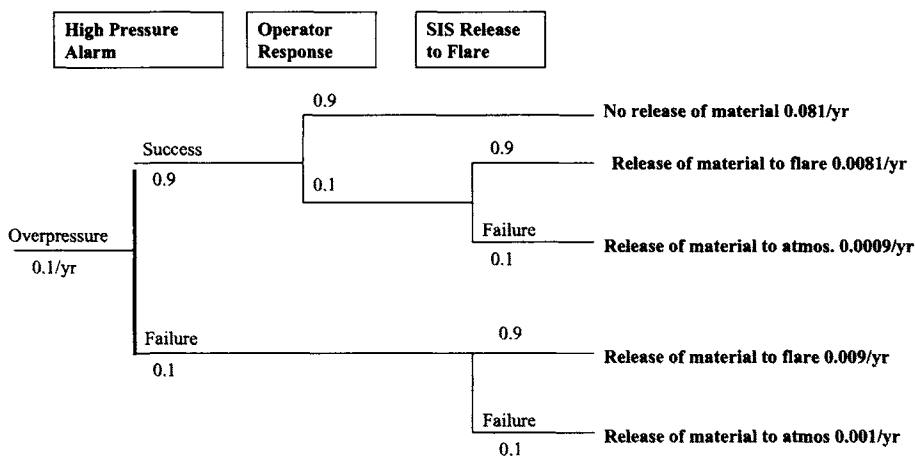 High Pressure
Alarm
Operator
Response
SIS Release
to Flare
0.9
No release of material 0.081/yr
Success
0.9
0.9
Release of material to flare 0.0081/yr
0.1
Overpressure
0.1/yr
Failure
0.1
Release of material to atmos. 0.0009/yr
Failure
0.1
0.9
Release of material to flare 0.009/yr
Failure
0.1
Release of material to atmos 0.001/yr